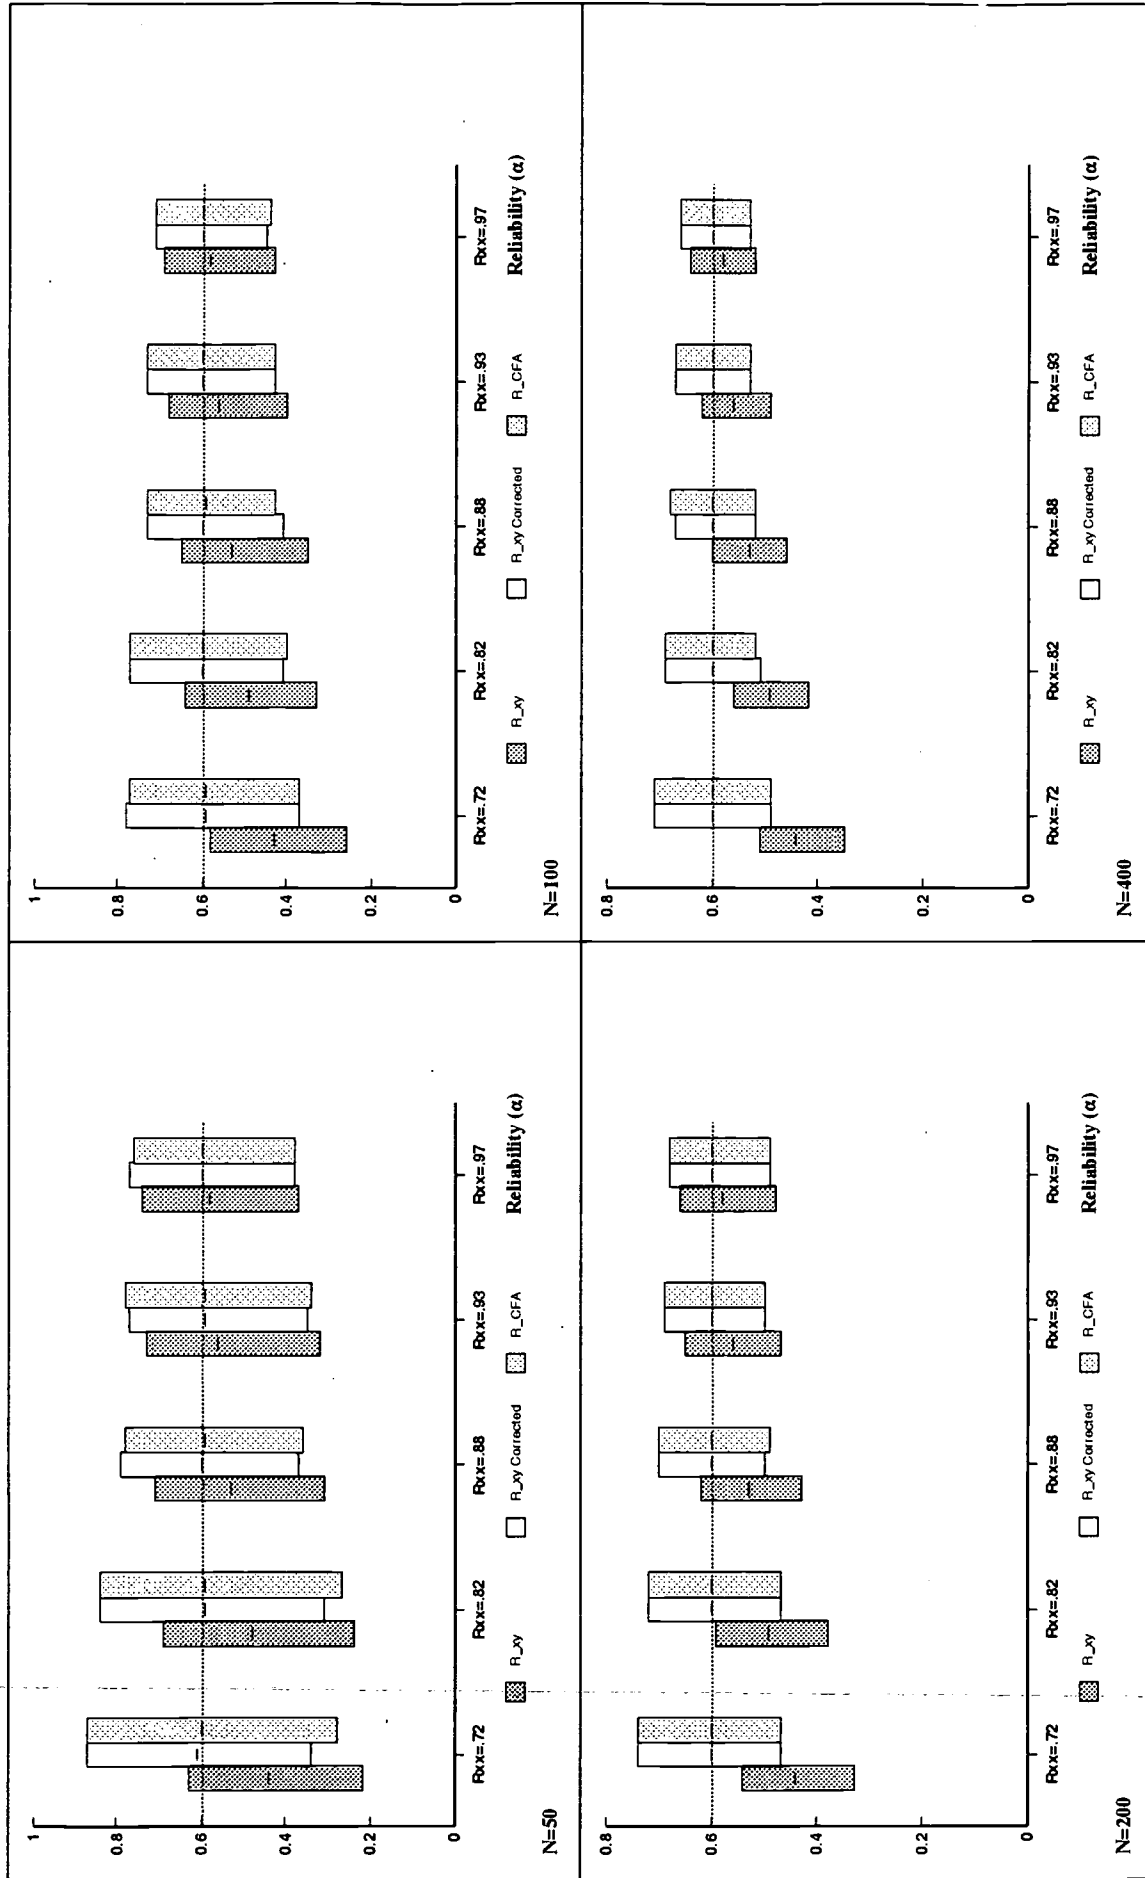 1
0.8
0.6
0.4
0.2
0
Rxx=.72
Rxx=.82
Rxx=.88
Rxx=.93
Rxx=.97
N=50
R_xy
R_xy Corrected
R_CFA
Reliability (α)
1
0.8
0.6
0.4
0.2
0
Rxx=.72
Rxx=.82
Rxx=.88
Rxx=.93
Rxx=.97
N=100
R_xy
R_xy Corrected
R_CFA
Reliability (α)
0.8
0.6
0.4
0.2
0
Rxx=.72
Rxx=.82
Rxx=.88
Rxx=.93
Rxx=.97
N=200
R_xy
R_xy Corrected
R_CFA
Reliability (α)
0.8
0.6
0.4
0.2
0
Rxx=.72
Rxx=.82
Rxx=.88
Rxx=.93
Rxx=.97
N=400
R_xy
R_xy Corrected
R_CFA
Reliability (α)